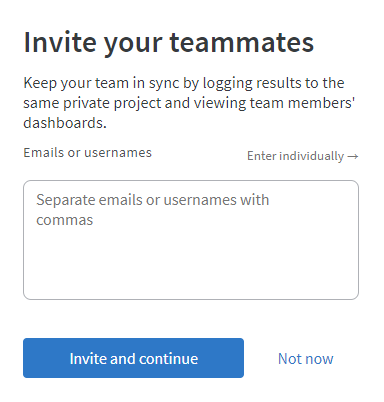 Invite your teammates
Keep your team in sync by logging results to the
same private project and viewing team members'
dashboards.
Emails or usernames
Enter individually →
Separate emails or usernames with
commas
Invite and continue
Not now